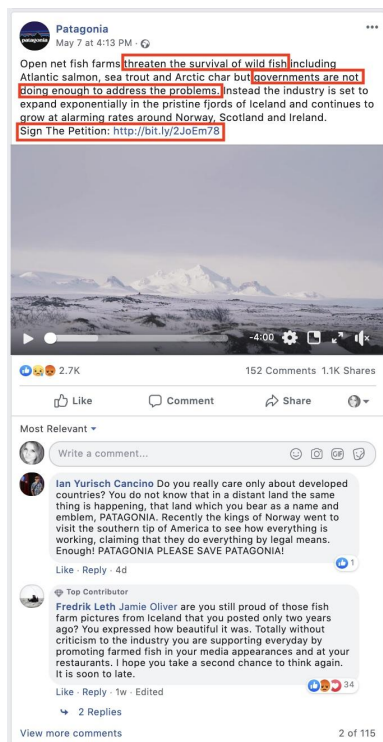 Patagonia
patagonia
May 7 at 4:13 PM ·
Open net fish farms threaten the survival of wild fish including
Atlantic salmon, sea trout and Arctic char but governments are not
doing enough to address the problems. Instead the industry is set to
expand exponentially in the pristine fjords of Iceland and continues to
grow at alarming rates around Norway, Scotland and Ireland.
Sign The Petition: http://bit.ly/2JoEm78
-4:00
2.7K
152 Comments 1.1K Shares
Like Comment Share
Most Relevant
Write a comment...
GIF
Ian Yurisch Cancino Do you really care only about developed
countries? You do not know that in a distant land the same
thing is happening, that land which you bear as a name and
emblem, PATAGONIA. Recently the kings of Norway went to
visit the southern tip of America to see how everything is
working, claiming that they do everything by legal means.
Enough! PATAGONIA PLEASE SAVE PATAGONIA!
1
Like · Reply · 4d
Top Contributor
Fredrik Leth Jamie Oliver are you still proud of those fish
farm pictures from Iceland that you posted only two years
ago? You expressed how beautiful it was. Totally without
criticism to the industry you are supporting everyday by
promoting farmed fish in your media appearances and at your
restaurants. I hope you take a second chance to think again.
It is soon to late.
34
Like · Reply · 1w · Edited
2 Replies
View more comments
2 of 115